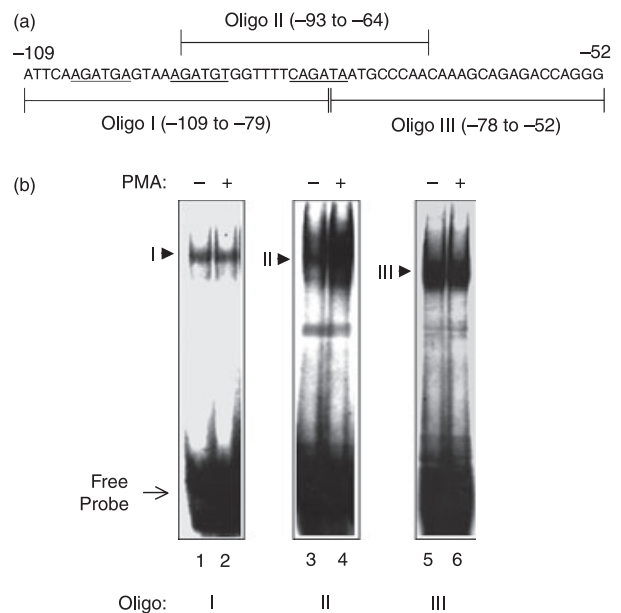 (a)
Oligo II (–93 to –64)
–109 –52
ATTCAAGATGAGTAAAGATGTGGTTTTCAGATAATGCCCAACAAAGCAGAGACCAGGG
Oligo I (–109 to –79)
Oligo III (–78 to –52)
(b)
PMA: – + – + – +
I
II
III
Free
Probe
1 2 3 4 5 6
Oligo: I II III